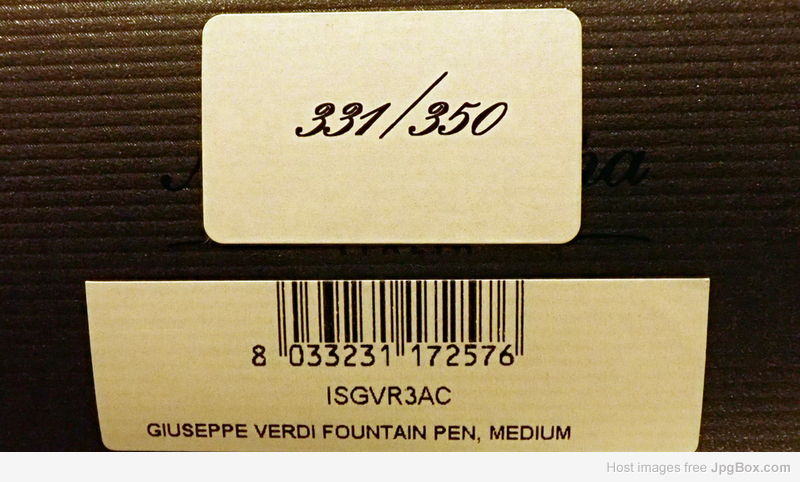 331/350
8 033231 172576
ISGVR3AC
GIUSEPPE VERDI FOUNTAIN PEN, MEDIUM
Host images free JpgBox.com